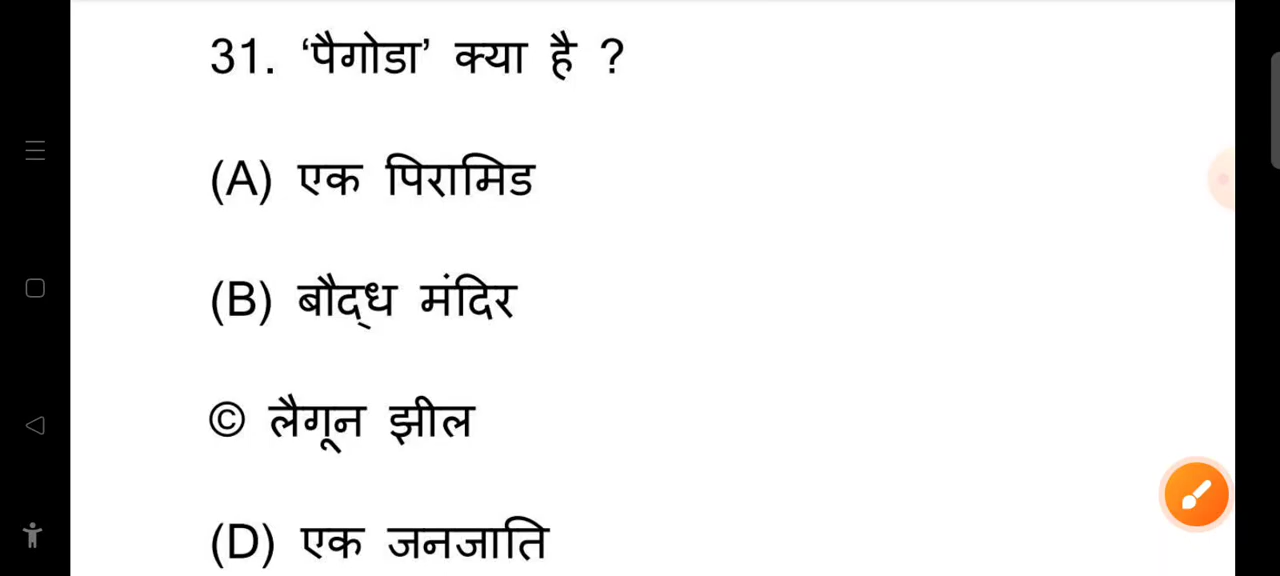 31. ‘पैगोडा’ क्या है ?
(A) एक पिरामिड
(B) बौद्ध मंदिर
© लैगून झील
(D) एक जनजाति